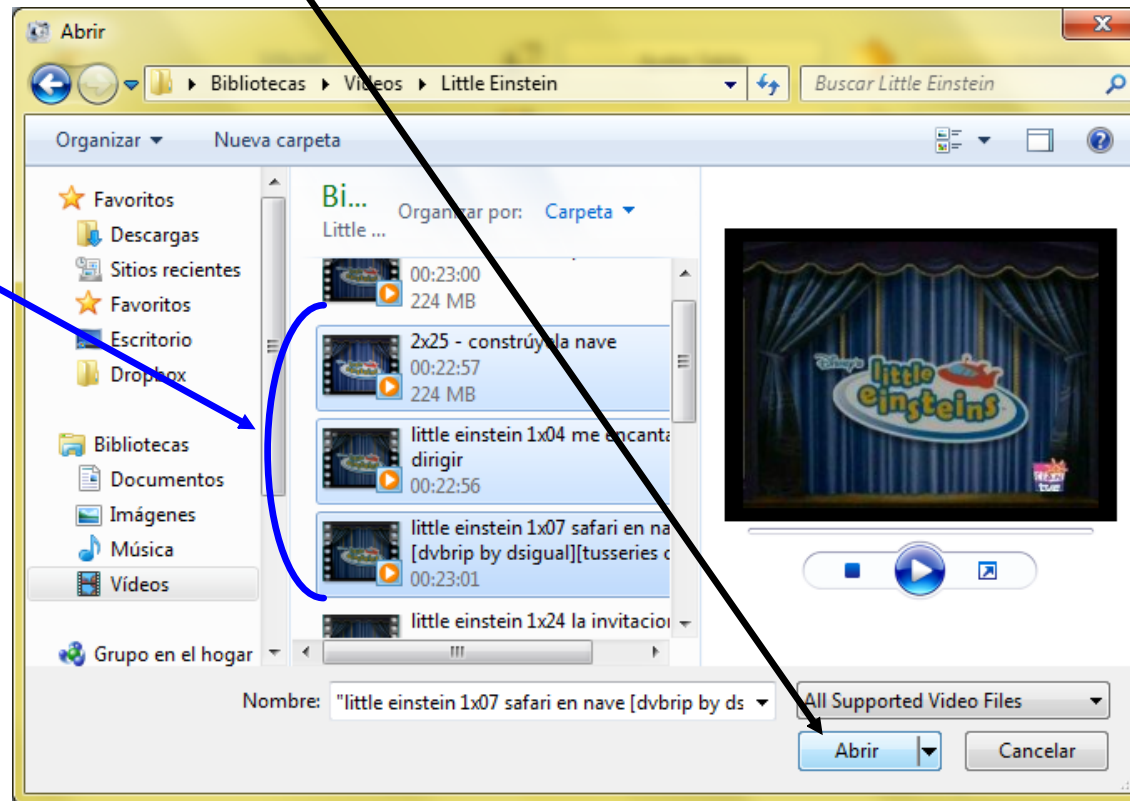 Abrir
Bibliotecas Vídeos Little Einstein
Buscar Little Einstein
Organizar Nueva carpeta
Favoritos
Descargas
Sitios recientes
Favoritos
Escritorio
Dropbox
Bibliotecas
Documentos
Imágenes
Música
Vídeos
Grupo en el hogar
Bi...
Little ...
Organizar por: Carpeta
00:23:00
224 MB
2x25 - construye la nave
00:22:57
224 MB
little einstein 1x04 me encanta
dirigir
00:22:56
little einstein 1x07 safari en na
[dvbrip by dsigual][tusseries c
00:23:01
little einstein 1x24 la invitacion
Disney's
little
einsteins
Nombre: "little einstein 1x07 safari en nave [dvbrip by ds
All Supported Video Files
Abrir Cancelar